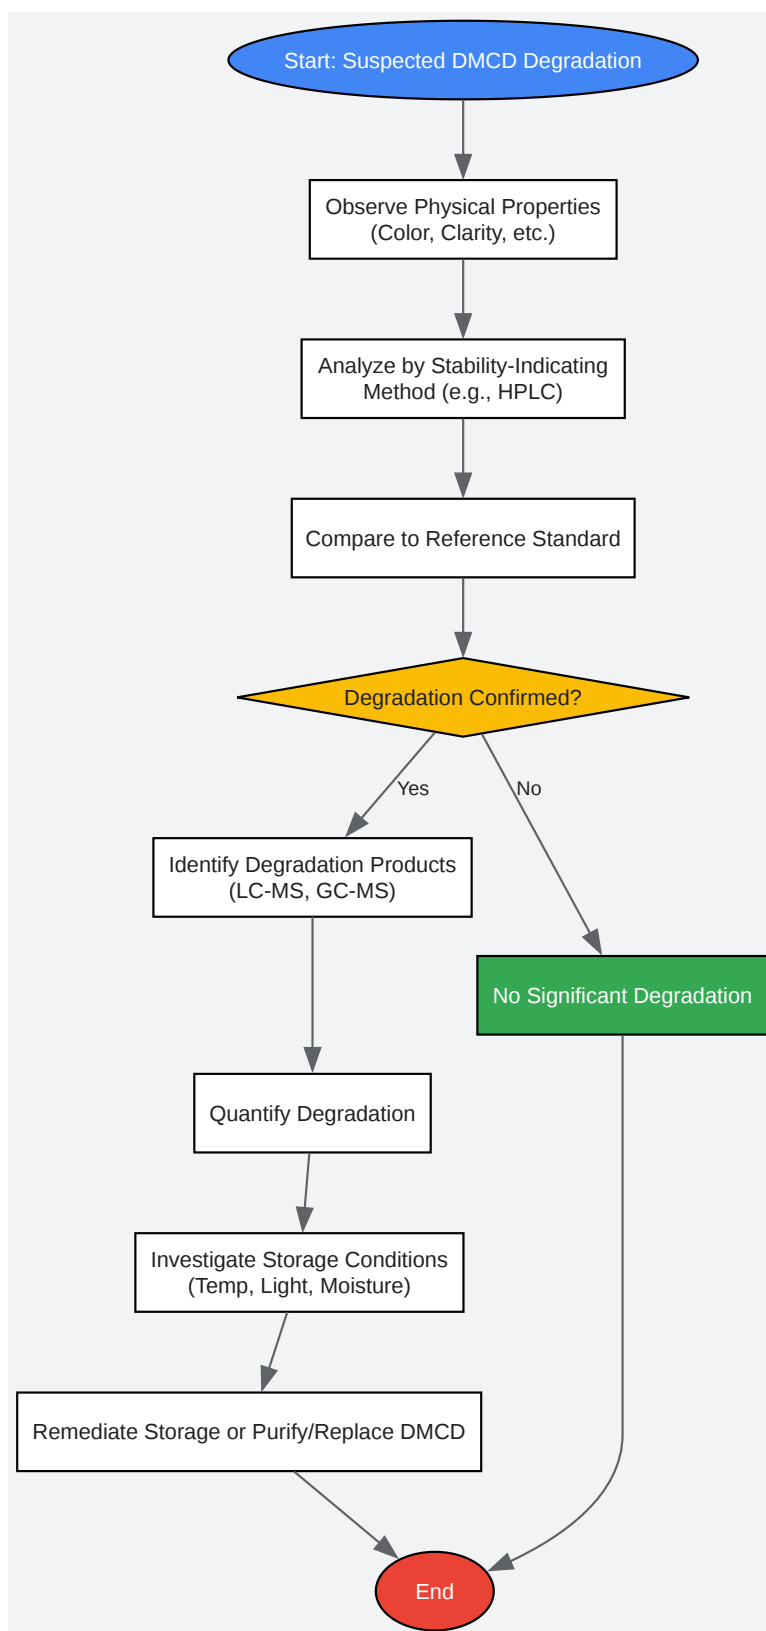 Start: Suspected DMCD Degradation
Observe Physical Properties
(Color, Clarity, etc.)
Analyze by Stability-Indicating
Method (e.g., HPLC)
Compare to Reference Standard
Degradation Confirmed?
Yes
No
Identify Degradation Products
(LC-MS, GC-MS)
No Significant Degradation
Quantify Degradation
Investigate Storage Conditions
(Temp, Light, Moisture)
Remediate Storage or Purify/Replace DMCD
End